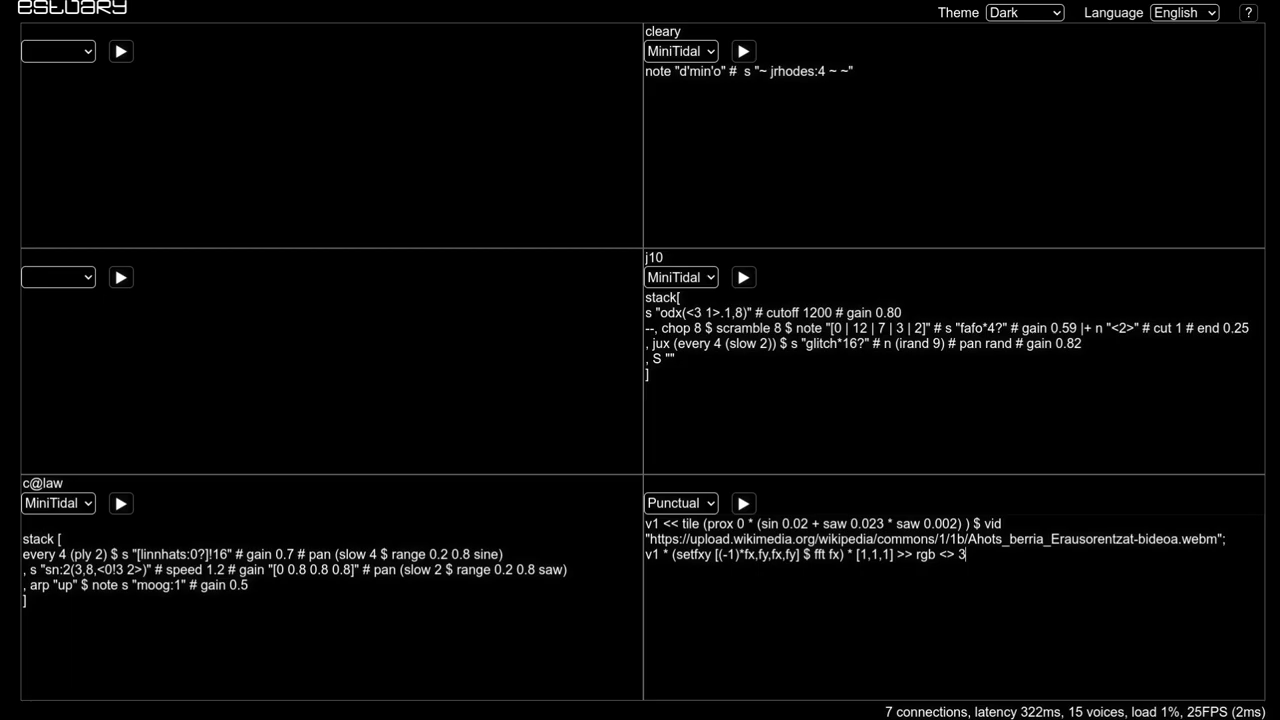 estuary
Theme Dark Language English ?
cleary
MiniTidal
note "d'min'o" # s "~ jrhodes:4 ~ ~"
j10
MiniTidal
stack[
s "odx(<3 1>.1,8)" # cutoff 1200 # gain 0.80
--, chop 8 $ scramble 8 $ note "[0 | 12 | 7 | 3 | 2]" # s "fafo*4?" # gain 0.59 |+ n "<2>" # cut 1 # end 0.25
, jux (every 4 (slow 2)) $ s "glitch*16?" # n (irand 9) # pan rand # gain 0.82
, S ""
]
c@law
MiniTidal
stack [
every 4 (ply 2) $ s "[linnhats:0?]!16" # gain 0.7 # pan (slow 4 $ range 0.2 0.8 sine)
, s "sn:2(3,8,<0!3 2>)" # speed 1.2 # gain "[0 0.8 0.8 0.8]" # pan (slow 2 $ range 0.2 0.8 saw)
, arp "up" $ note s "moog:1" # gain 0.5
]
Punctual
v1 << tile (prox 0 * (sin 0.02 + saw 0.023 * saw 0.002) ) $ vid
"https://upload.wikimedia.org/wikipedia/commons/1/1b/Ahots_berria_Erausorentzat-bideoa.webm";
v1 * (setfxy [(-1)*fx,fy,fx,fy] $ fft fx) * [1,1,1] >> rgb <> 3
7 connections, latency 322ms, 15 voices, load 1%, 25FPS (2ms)